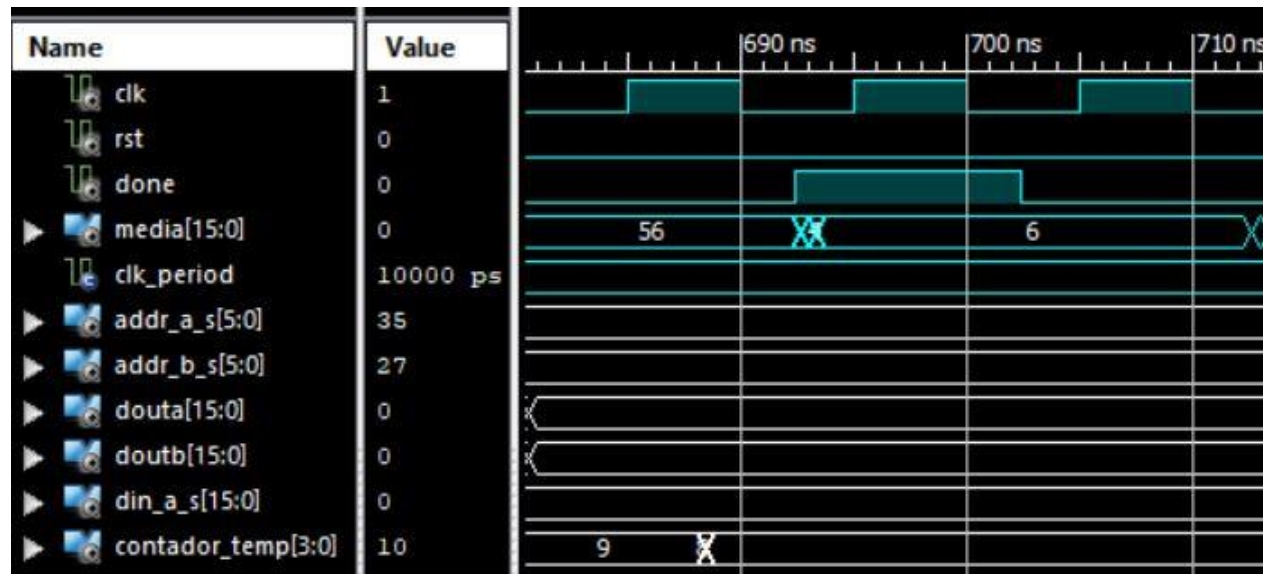 Name Value 690 ns 700 ns 710 ns
clk 1
rst 0
done 0
media[15:0] 0 56 6
clk_period 10000 ps
addr_a_s[5:0] 35
addr_b_s[5:0] 27
douta[15:0] 0
doutb[15:0] 0
din_a_s[15:0] 0
contador_temp[3:0] 10 9